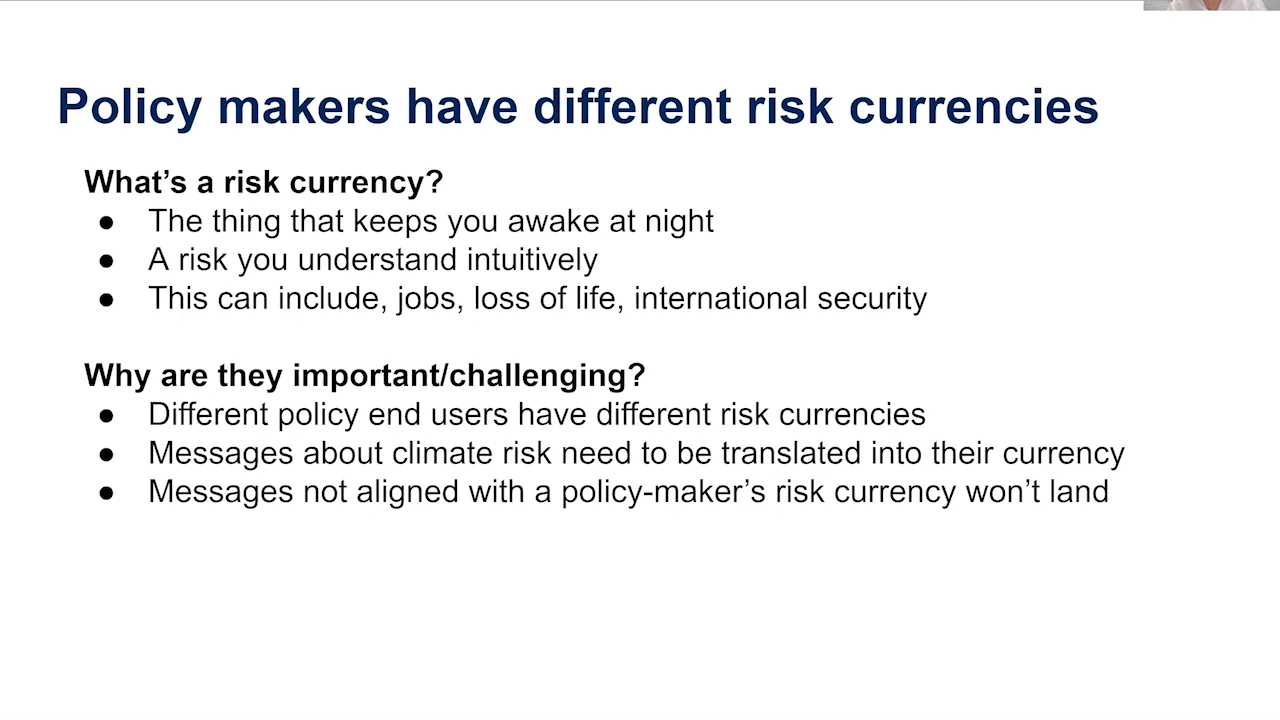 Policy makers have different risk currencies
What’s a risk currency?
● The thing that keeps you awake at night
● A risk you understand intuitively
● This can include, jobs, loss of life, international security
Why are they important/challenging?
● Different policy end users have different risk currencies
● Messages about climate risk need to be translated into their currency
● Messages not aligned with a policy-maker’s risk currency won’t land